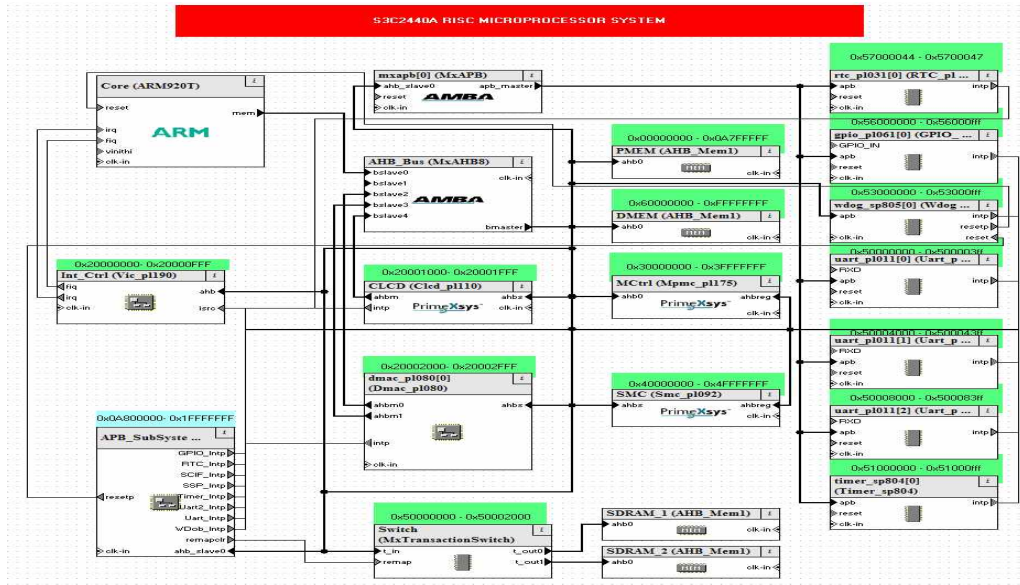 S3C2440A RISC MICROPROCESSOR SYSTEM
Core (ARM920T)
reset
mem
irq
fiq
vinithi
clk-in
ARM
mxapb[0] (MxAPB)
ahb_slave0
apb_master
reset
clk-in
AMBA
AHB_Bus (MxAHB8)
bslave0
bslave1
bslave2
bslave3
bslave4
clk-in
AMBA
bmaster
0x20000000- 0x20000FFF
Int_Ctrl (Vic_pl190)
fiq
irq
clk-in
ahb
isrc
0x20001000- 0x20001FFF
CLCD (Clcd_pl110)
ahbm
ahbs
intp
PrimeXsys
clk-in
0x20002000- 0x20002FFF
dmac_pl080[0]
(Dmac_pl080)
ahbm0
ahbm1
ahbs
intp
clk-in
0x0A800000- 0x1FFFFFFF
APB_SubSyste ...
GPIO_Intp
RTC_Intp
SCIF_Intp
SSP_Intp
Timer_Intp
Uart2_Intp
Uart_Intp
WDog_Intp
remapclr
ahb_slave0
resetp
clk-in
0x50000000 - 0x50002000
Switch
(MxTransactionSwitch)
t_in
remap
t_out0
t_out1
0x00000000 - 0x0A7FFFFF
PMEM (AHB_Mem1)
ahb0
clk-in
0x60000000 - 0xFFFFFFFF
DMEM (AHB_Mem1)
ahb0
clk-in
0x30000000 - 0x3FFFFFFF
MCtrl (Mpmc_pl175)
ahb0
ahbreg
PrimeXsys
clk-in
0x40000000 - 0x4FFFFFFF
SMC (Smc_pl092)
ahbs
ahbreg
PrimeXsys
clk-in
SDRAM_1 (AHB_Mem1)
ahb0
clk-in
SDRAM_2 (AHB_Mem1)
ahb0
clk-in
0x57000044 - 0x5700047
rtc_pl031[0] (RTC_pl ...
apb
intp
reset
clk-in
0x56000000 - 0x56000fff
gpio_pl061[0] (GPIO_ ...
GPIO_IN
apb
intp
reset
clk-in
0x53000000 - 0x53000fff
wdog_sp805[0] (Wdog ...
apb
intp
resetp
reset
clk-in
0x50000000 - 0x500003ff
uart_pl011[0] (Uart_p ...
RXD
apb
intp
reset
clk-in
0x50004000 - 0x500043ff
uart_pl011[1] (Uart_p ...
RXD
apb
intp
reset
clk-in
0x50008000 - 0x500083ff
uart_pl011[2] (Uart_p ...
RXD
apb
intp
reset
clk-in
0x51000000 - 0x51000fff
timer_sp804[0]
(Timer_sp804)
apb
intp
reset
clk-in